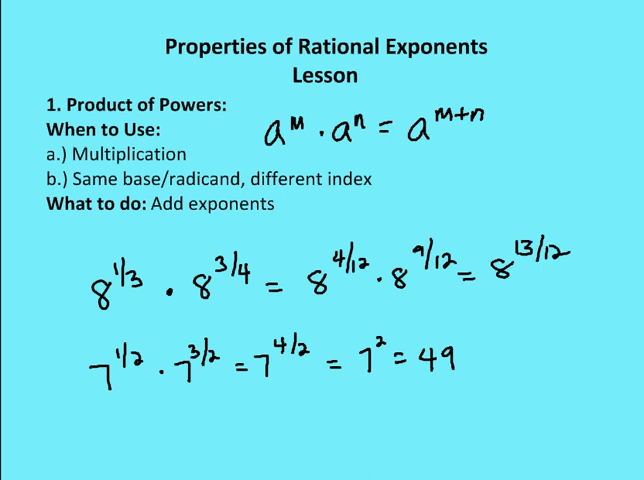 Properties of Rational Exponents
Lesson
1. Product of Powers:
When to Use:
a^m · a^n = a^(m+n)
a.) Multiplication
b.) Same base/radicand, different index
What to do: Add exponents
8^(1/3) · 8^(3/4) = 8^(4/12) · 8^(9/12) = 8^(13/12)
7^(1/2) · 7^(3/2) = 7^(4/2) = 7^2 = 49